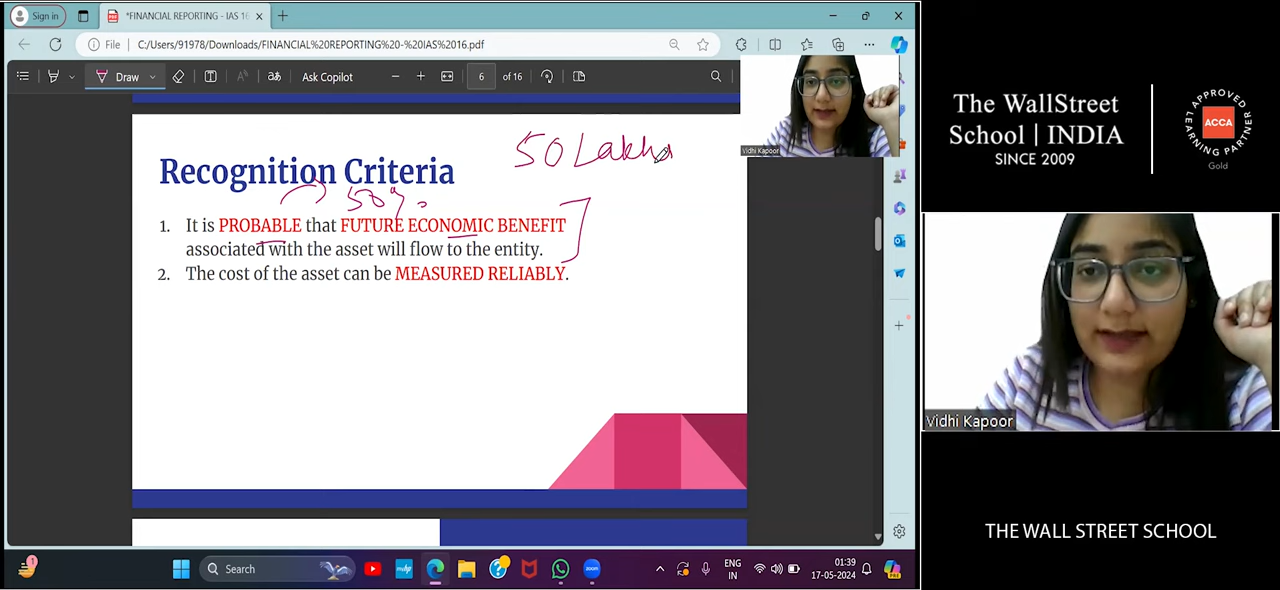 Sign in
*FINANCIAL REPORTING - IAS 16
File
C:/Users/91978/Downloads/FINANCIAL%20REPORTING%20-%20IAS%2016.pdf
Draw
Ask Copilot
6
of 16
50 Lakha
Vidhi Kapoor
Recognition Criteria
50%
1. It is PROBABLE that FUTURE ECONOMIC BENEFIT
associated with the asset will flow to the entity.
2. The cost of the asset can be MEASURED RELIABLY.
Search
ENG
IN
01:39
17-05-2024
The WallStreet
School | INDIA
SINCE 2009
APPROVED
ACCA
LEARNING PARTNER
Gold
Vidhi Kapoor
THE WALL STREET SCHOOL